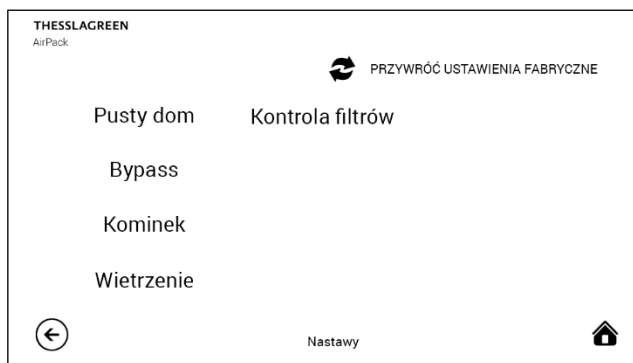 THESSLAGREEN
AirPack
PRZYWRÓĆ USTAWIENIA FABRYCZNE
Pusty dom
Kontrola filtrów
Bypass
Kominek
Wietrzenie
Nastawy